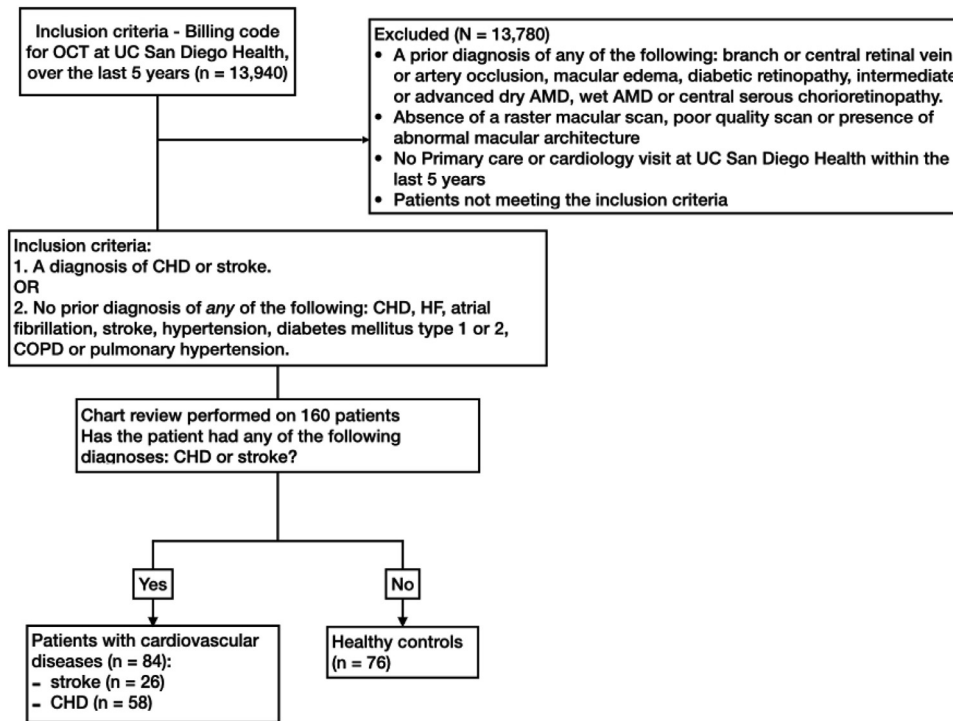 Inclusion criteria - Billing code
for OCT at UC San Diego Health,
over the last 5 years (n = 13,940)
Excluded (N = 13,780)
• A prior diagnosis of any of the following: branch or central retinal vein
or artery occlusion, macular edema, diabetic retinopathy, intermediate
or advanced dry AMD, wet AMD or central serous chorioretinopathy.
• Absence of a raster macular scan, poor quality scan or presence of
abnormal macular architecture
• No Primary care or cardiology visit at UC San Diego Health within the
last 5 years
• Patients not meeting the inclusion criteria
Inclusion criteria:
1. A diagnosis of CHD or stroke.
OR
2. No prior diagnosis of any of the following: CHD, HF, atrial
fibrillation, stroke, hypertension, diabetes mellitus type 1 or 2,
COPD or pulmonary hypertension.
Chart review performed on 160 patients
Has the patient had any of the following
diagnoses: CHD or stroke?
Yes
No
Patients with cardiovascular
diseases (n = 84):
- stroke (n = 26)
- CHD (n = 58)
Healthy controls
(n = 76)